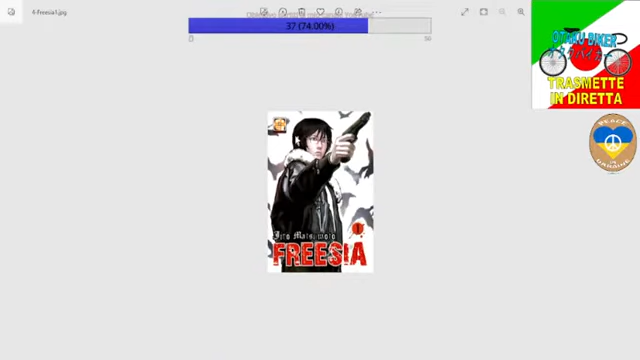 4-freesia1.jpg
37 (74.00%)
0
50
OTAKU BIKER
オタクバイカー
TRASMETTE
IN DIRETTA
PEACE
IN
UKRAINE
Jiro Matsumoto
1
FREESIA